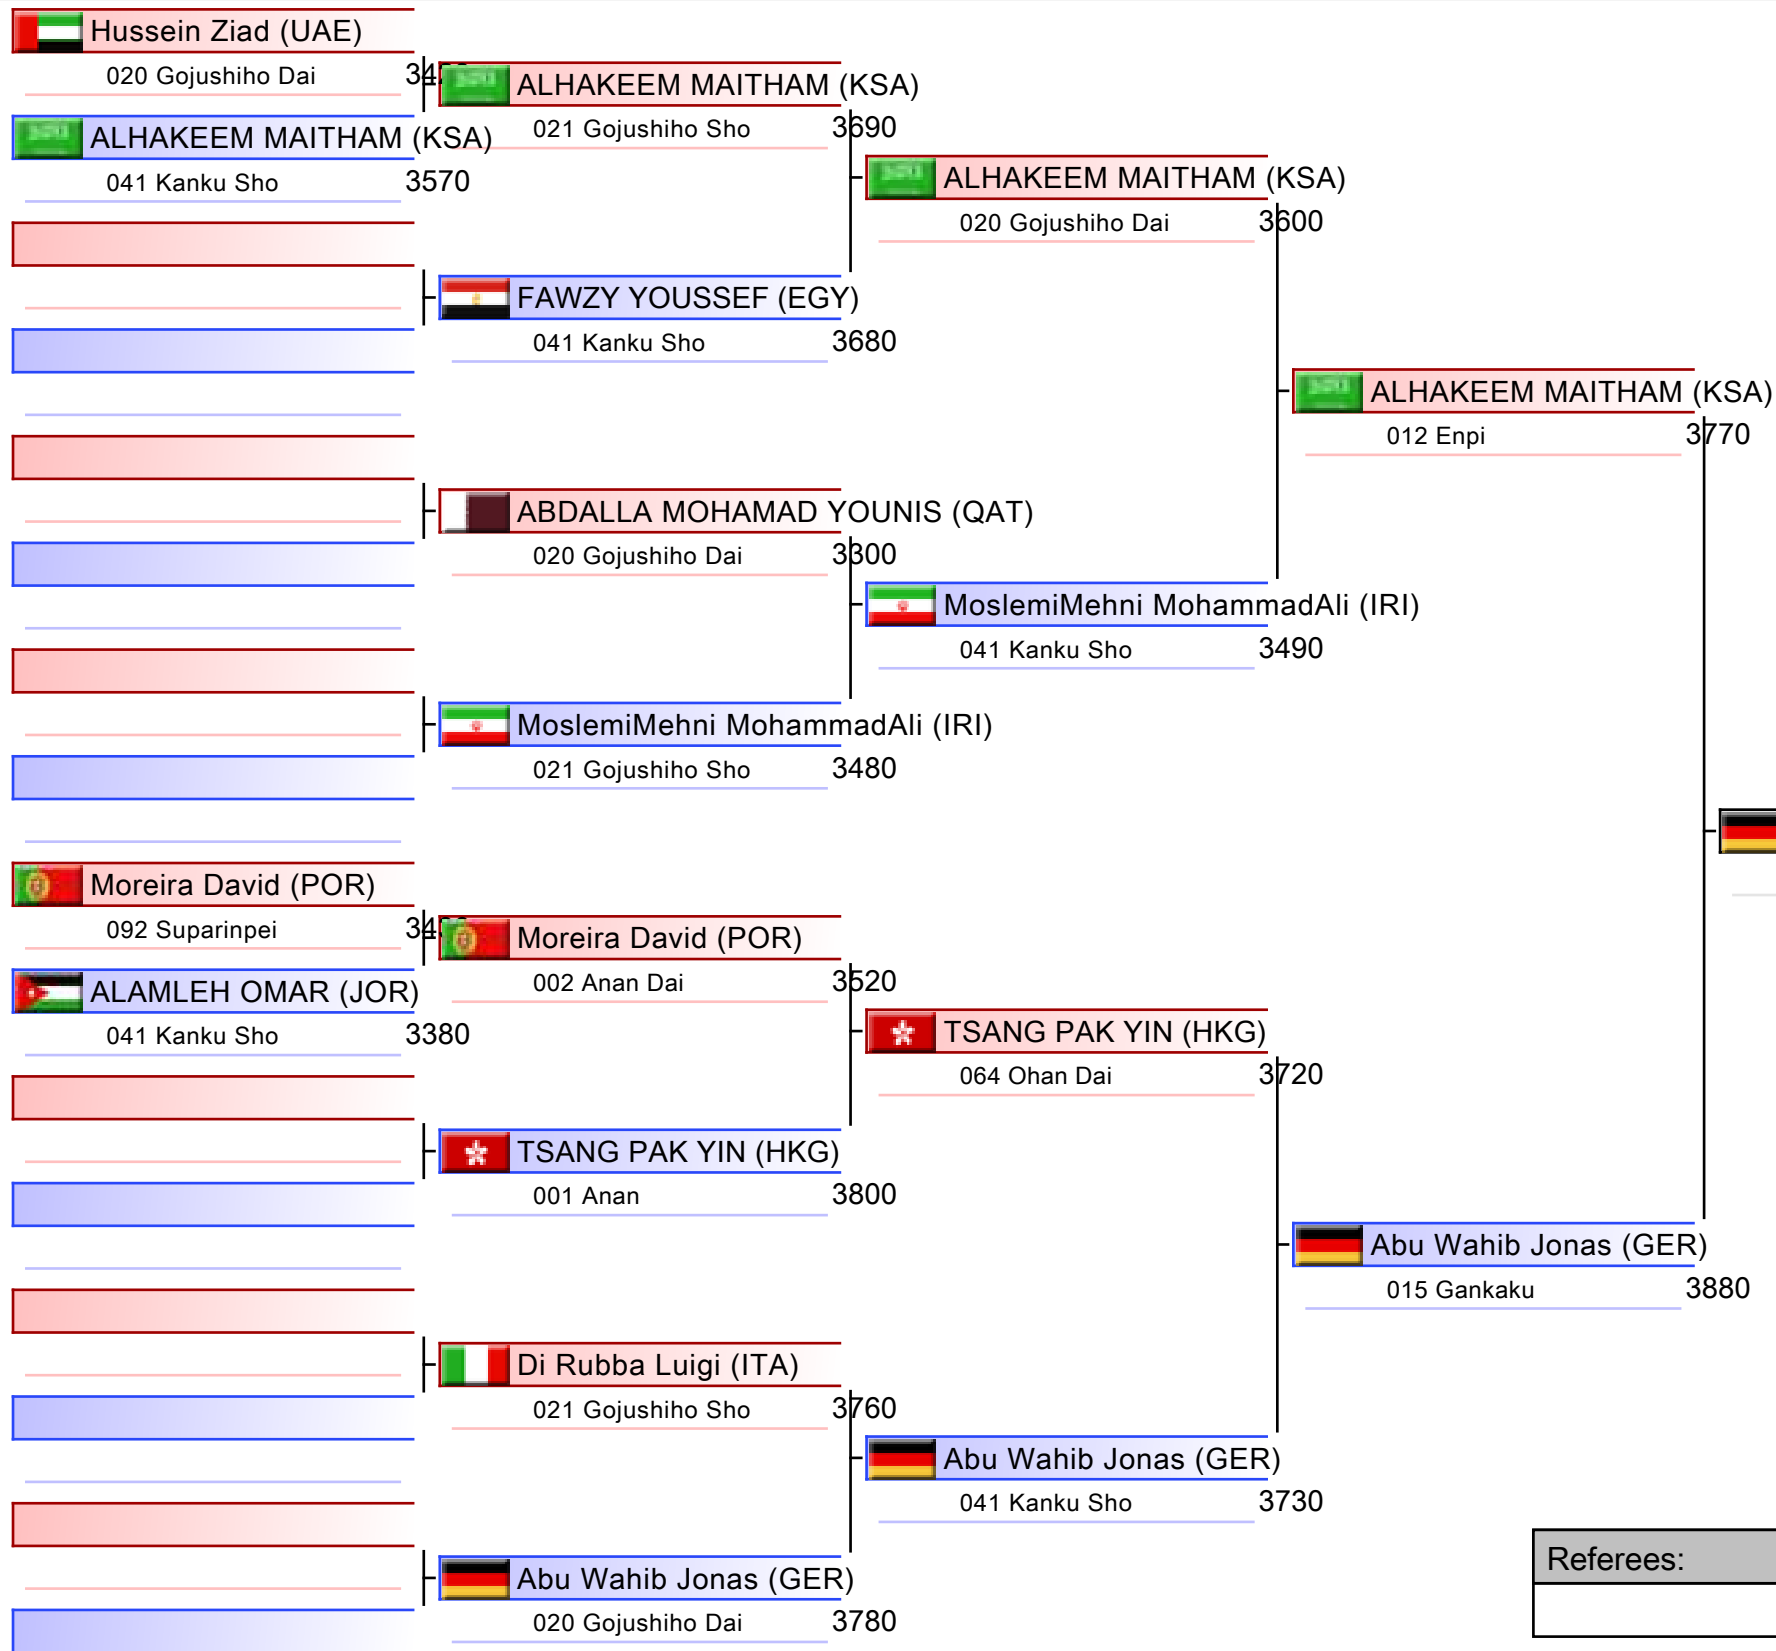 Hussein Ziad (UAE)
020 Gojushiho Dai
ALHAKEEM MAITHAM (KSA)
041 Kanku Sho 3570
Moreira David (POR)
092 Suparinpei
ALAMLEH OMAR (JOR)
041 Kanku Sho 3380
ALHAKEEM MAITHAM (KSA)
021 Gojushiho Sho 3690
FAWZY YOUSSEF (EGY)
041 Kanku Sho 3680
ABDALLA MOHAMAD YOUNIS (QAT)
020 Gojushiho Dai 3300
MoslemiMehni MohammadAli (IRI)
021 Gojushiho Sho 3480
Moreira David (POR)
002 Anan Dai 3520
TSANG PAK YIN (HKG)
001 Anan 3800
Di Rubba Luigi (ITA)
021 Gojushiho Sho 3760
Abu Wahib Jonas (GER)
020 Gojushiho Dai 3780
ALHAKEEM MAITHAM (KSA)
020 Gojushiho Dai 3600
MoslemiMehni MohammadAli (IRI)
041 Kanku Sho 3490
TSANG PAK YIN (HKG)
064 Ohan Dai 3720
Abu Wahib Jonas (GER)
041 Kanku Sho 3730
ALHAKEEM MAITHAM (KSA)
012 Enpi 3770
Abu Wahib Jonas (GER)
015 Gankaku 3880
Referees: